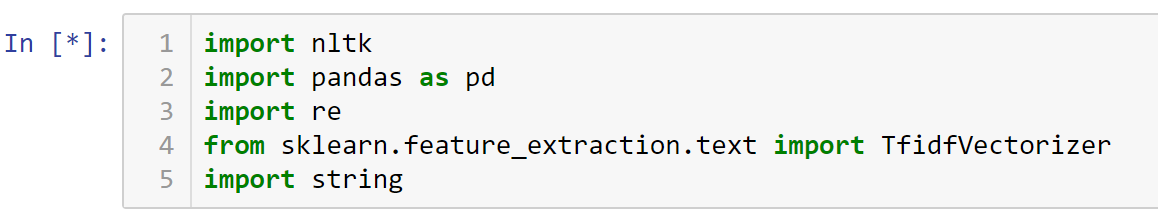 In [*]:
1 import nltk
2 import pandas as pd
3 import re
4 from sklearn.feature_extraction.text import TfidfVectorizer
5 import string